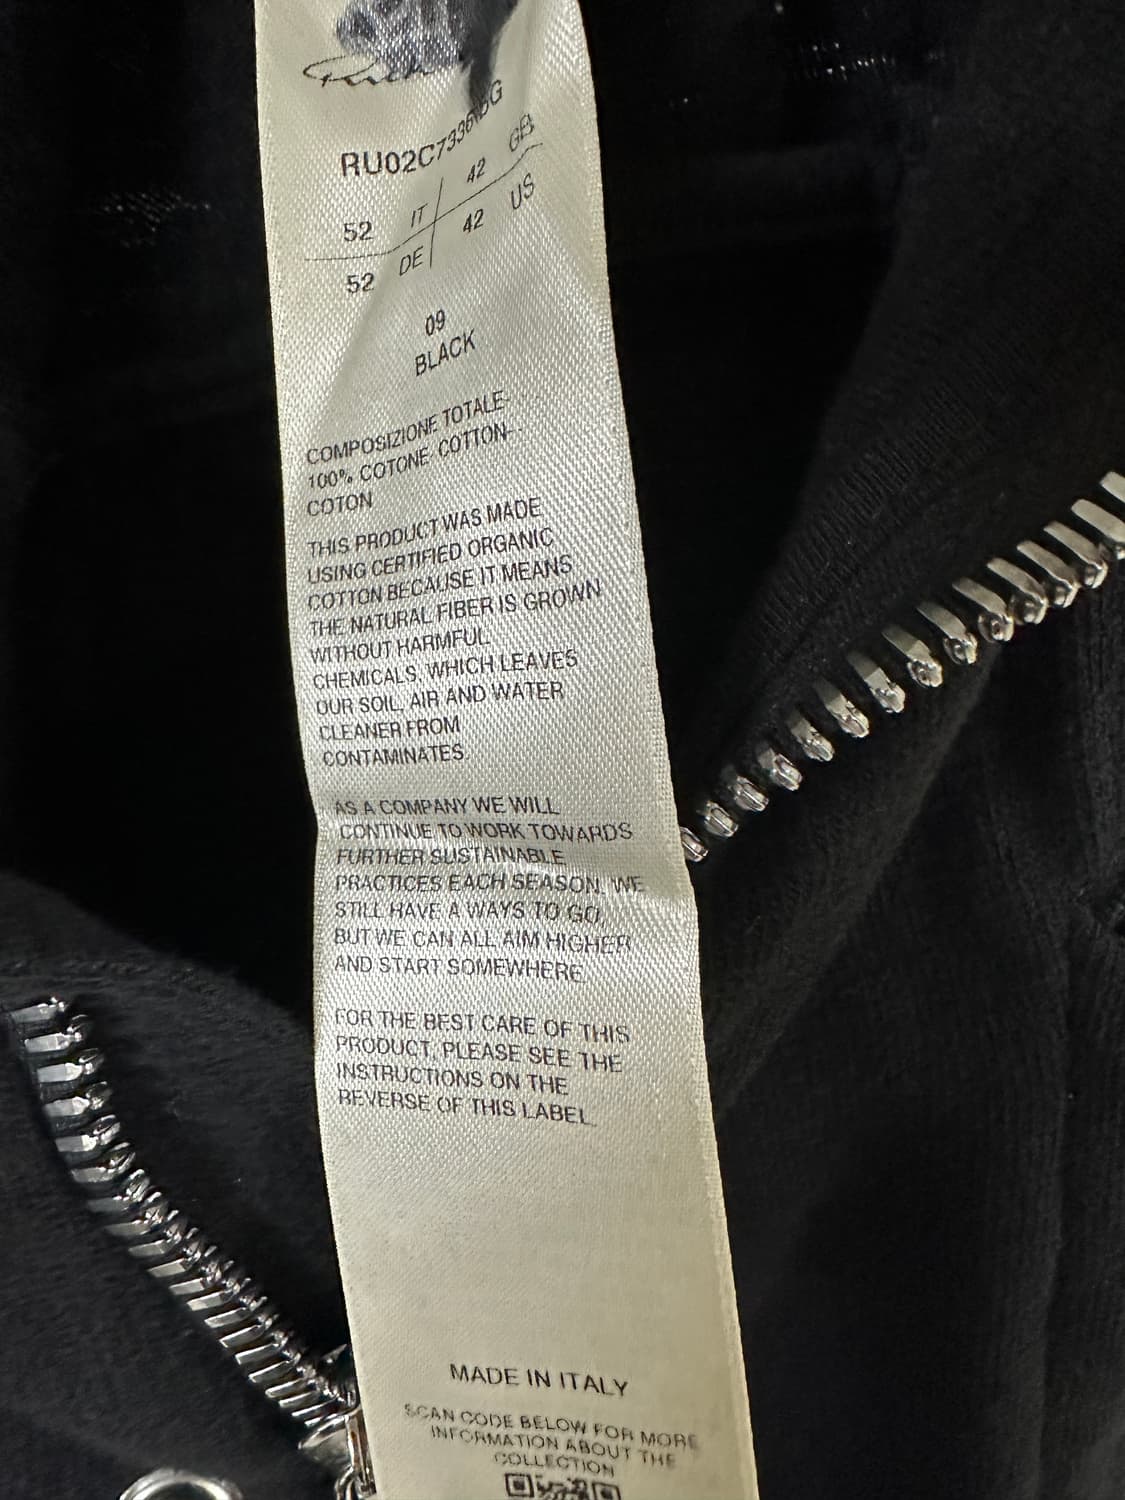 RU02C7336
52 IT 42 GB
52 DE 42 US
09
BLACK
COMPOSIZIONE TOTALE-
100% COTONE, COTTON-
COTON
THIS PRODUCT WAS MADE
USING CERTIFIED ORGANIC
COTTON BECAUSE IT MEANS
THE NATURAL FIBER IS GROWN
WITHOUT HARMFUL
CHEMICALS, WHICH LEAVES
OUR SOIL, AIR AND WATER
CLEANER FROM
CONTAMINATES.
AS A COMPANY WE WILL
CONTINUE TO WORK TOWARDS
FURTHER SUSTAINABLE
PRACTICES EACH SEASON, WE
STILL HAVE A WAYS TO GO,
BUT WE CAN ALL AIM HIGHER
AND START SOMEWHERE.
FOR THE BEST CARE OF THIS
PRODUCT, PLEASE SEE THE
INSTRUCTIONS ON THE
REVERSE OF THIS LABEL.
MADE IN ITALY
SCAN CODE BELOW FOR MORE
INFORMATION ABOUT THE
COLLECTION